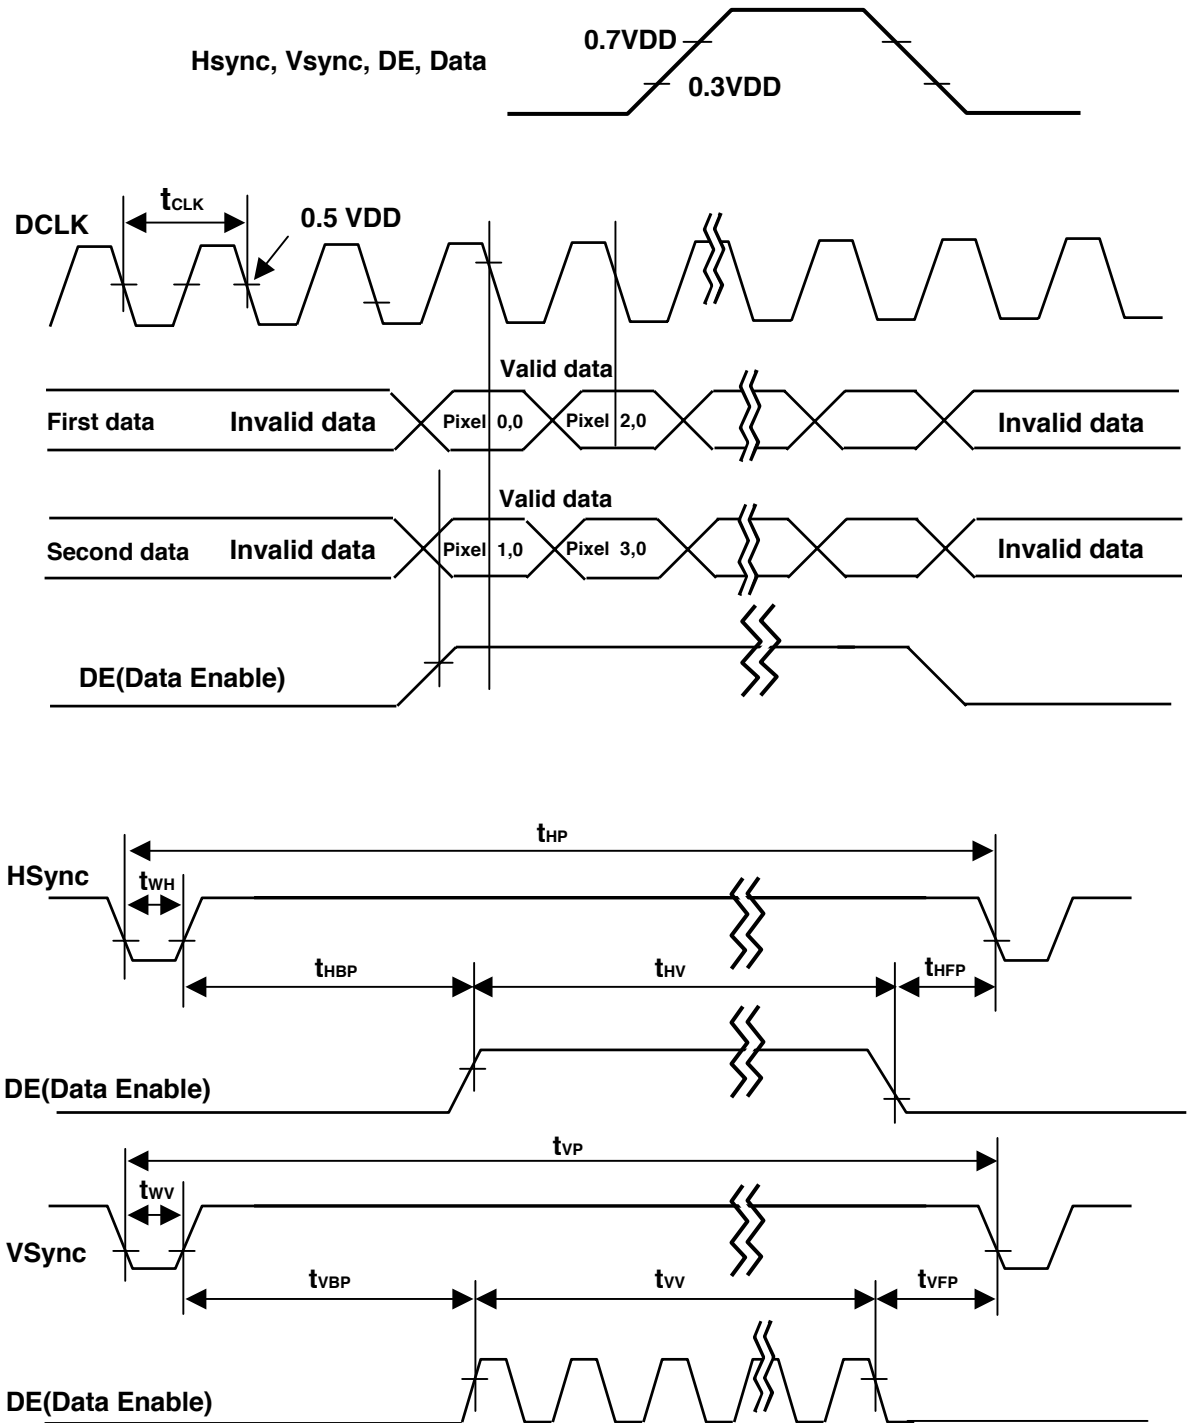 Hsync, Vsync, DE, Data
0.7VDD
0.3VDD
DCLK
tCLK
0.5 VDD
Valid data
First data
Invalid data
Pixel 0,0
Pixel 2,0
Invalid data
Valid data
Second data
Invalid data
Pixel 1,0
Pixel 3,0
Invalid data
DE(Data Enable)
tHP
HSync
tWH
tHBP
tHV
tHFP
DE(Data Enable)
tVP
tWV
VSync
tVBP
tVV
tVFP
DE(Data Enable)